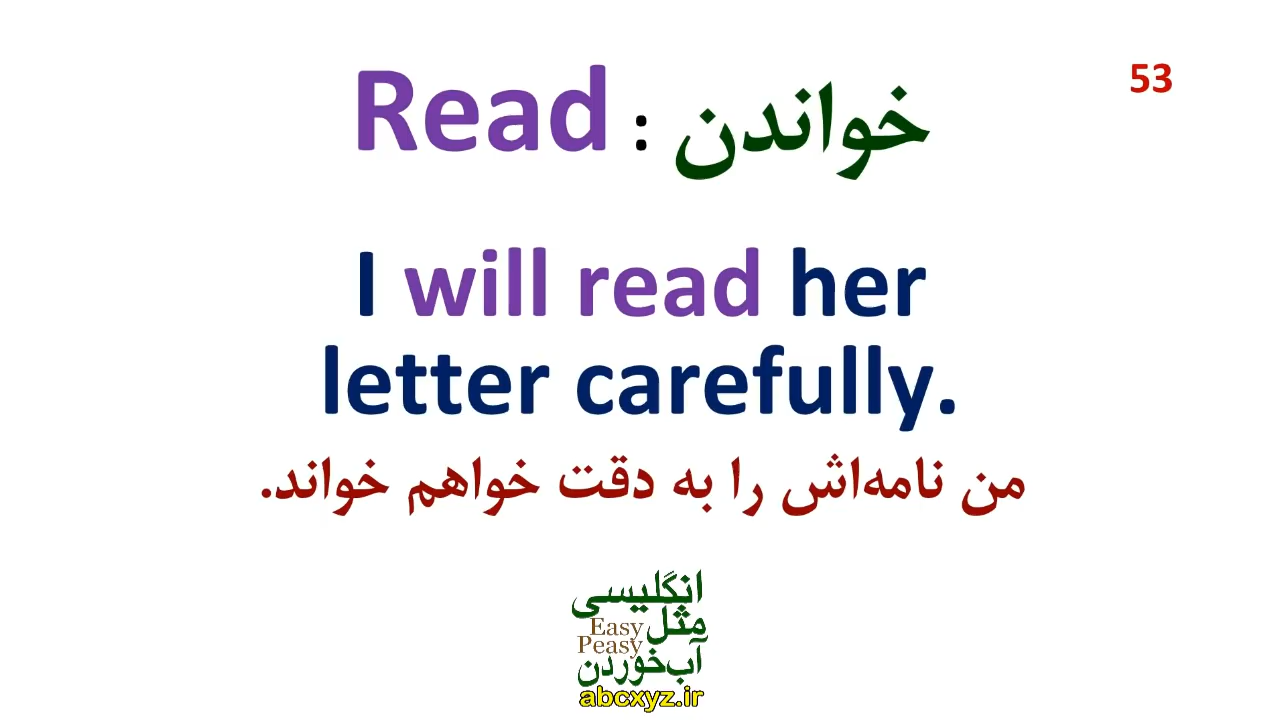 53
Read : خواندن
I will read her
letter carefully.
من نامه‌اش را به دقت خواهم خواند.
انگلیسی
مثل Easy
Peasy
آب‌خوردن
abcxyz.ir